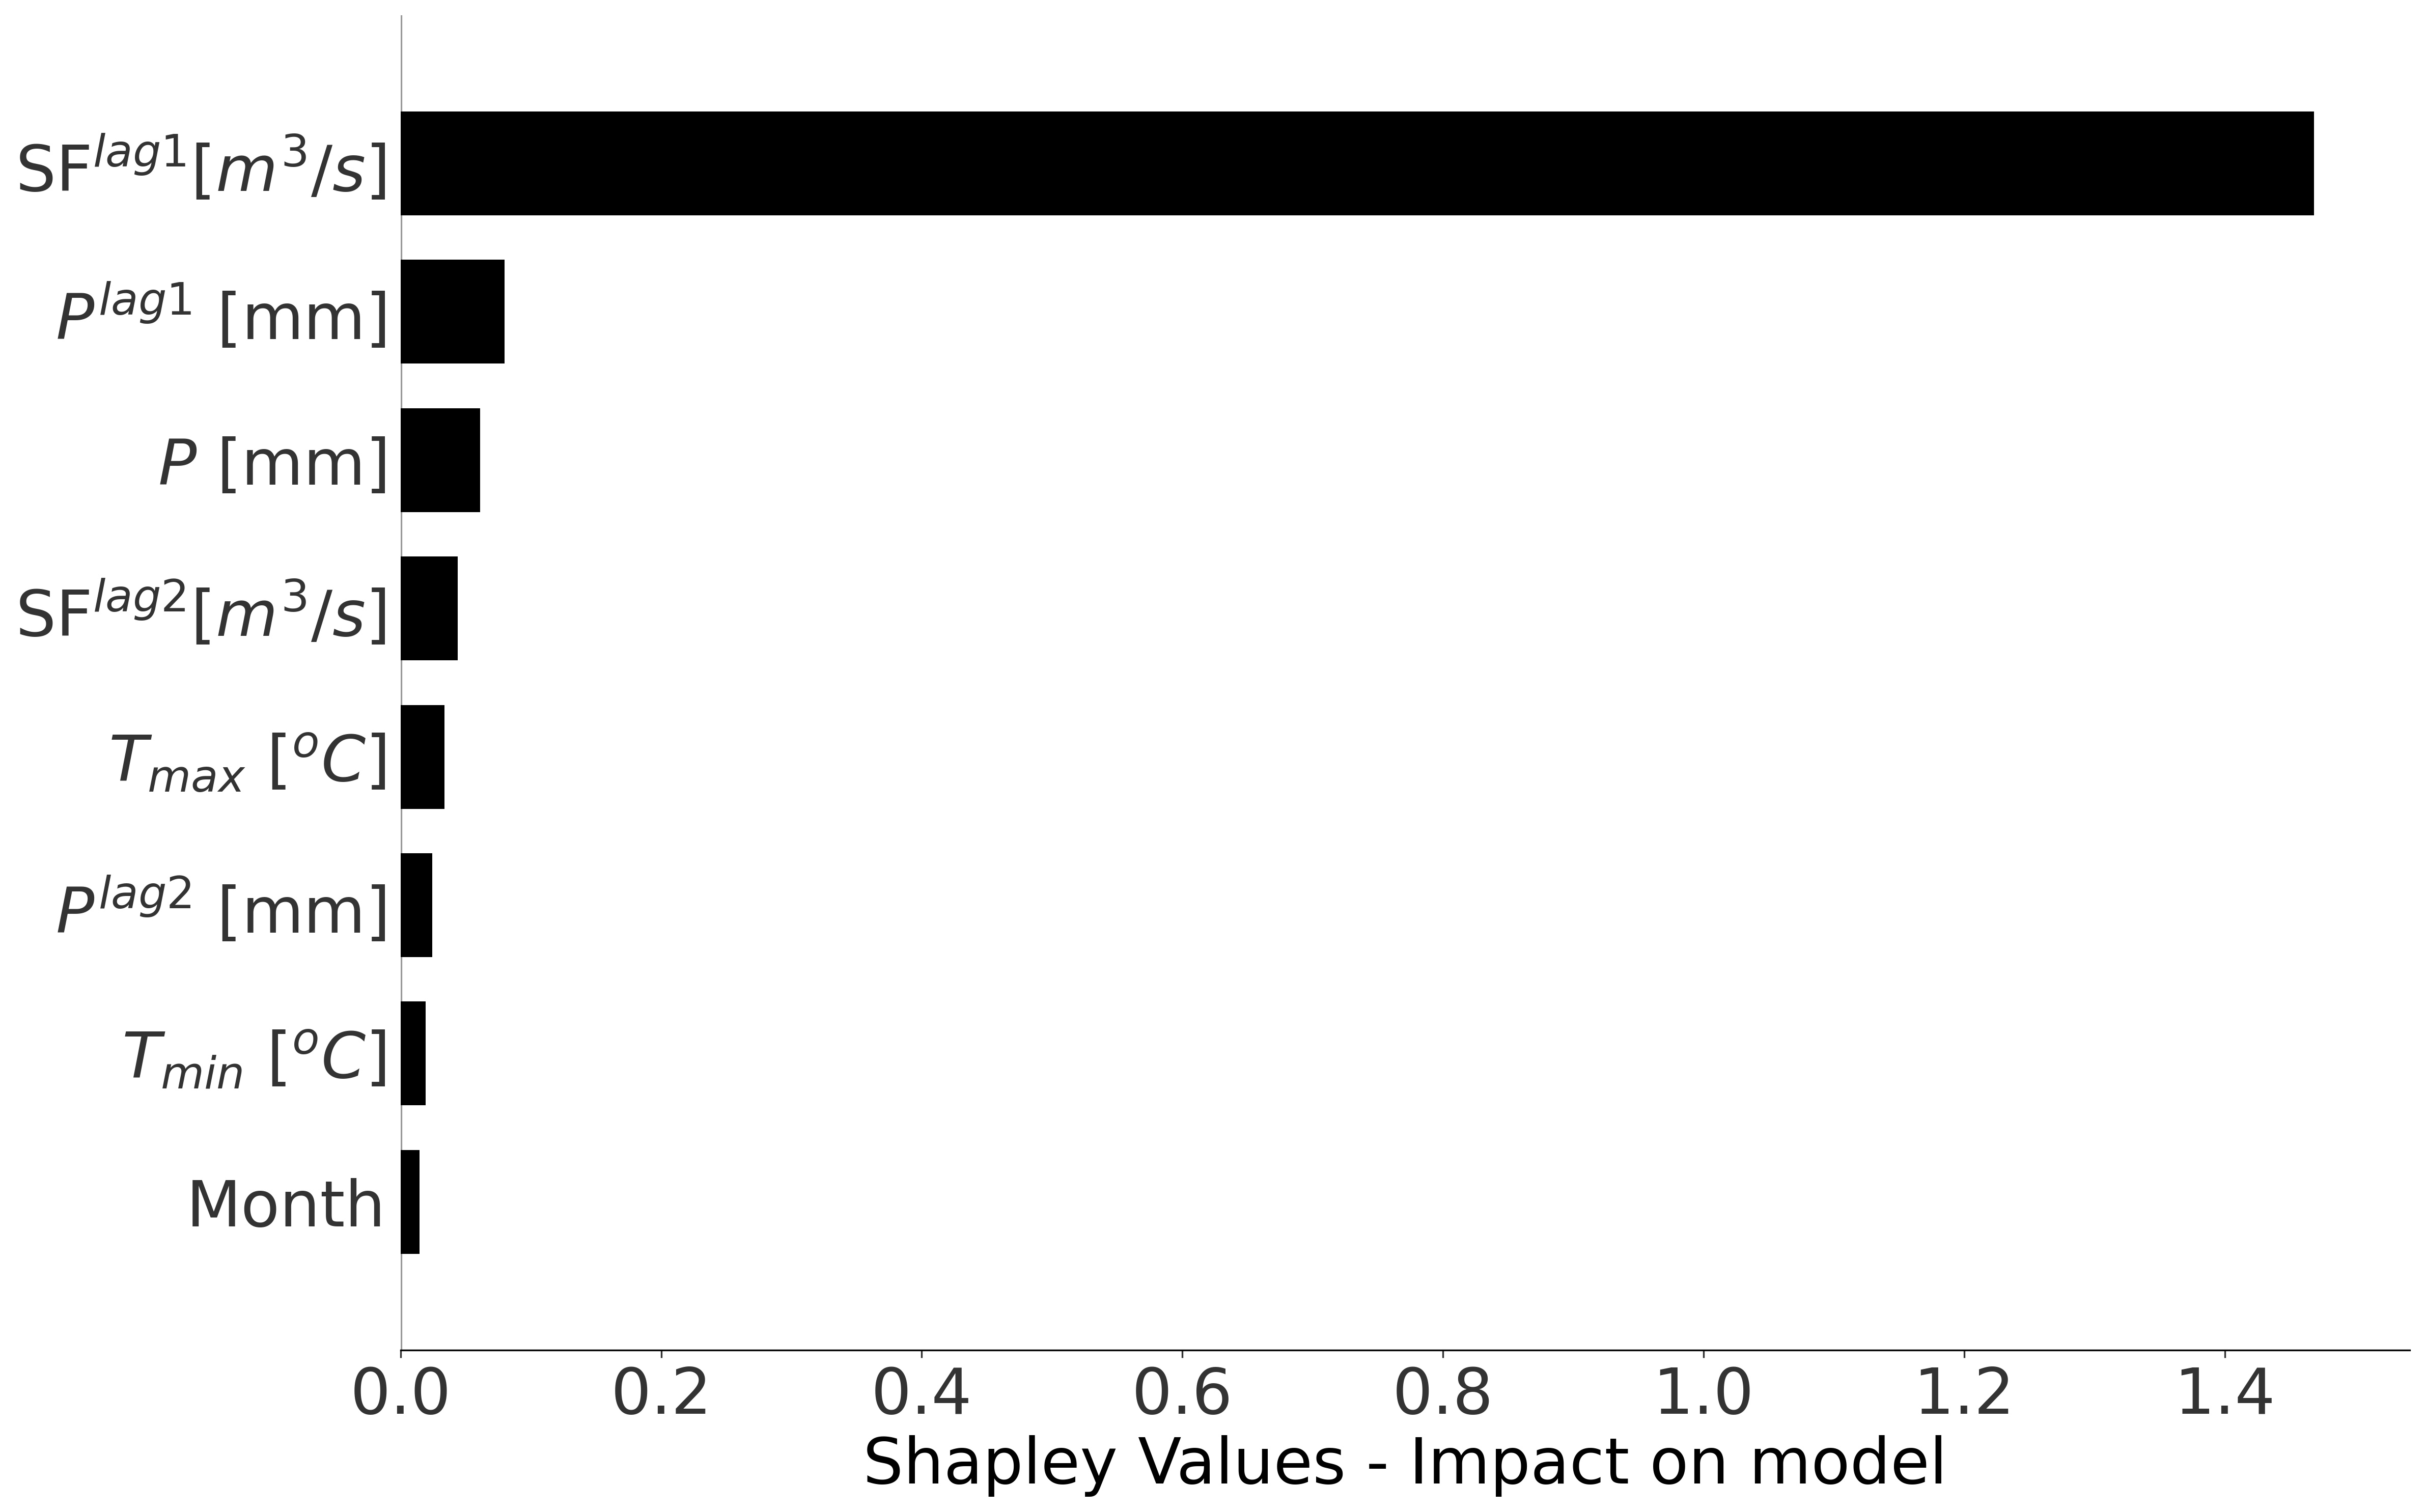 SF^lag1[m^3/s]
P^lag1 [mm]
P [mm]
SF^lag2[m^3/s]
T_max [^oC]
P^lag2 [mm]
T_min [^oC]
Month
0.0 0.2 0.4 0.6 0.8 1.0 1.2 1.4
Shapley Values - Impact on model